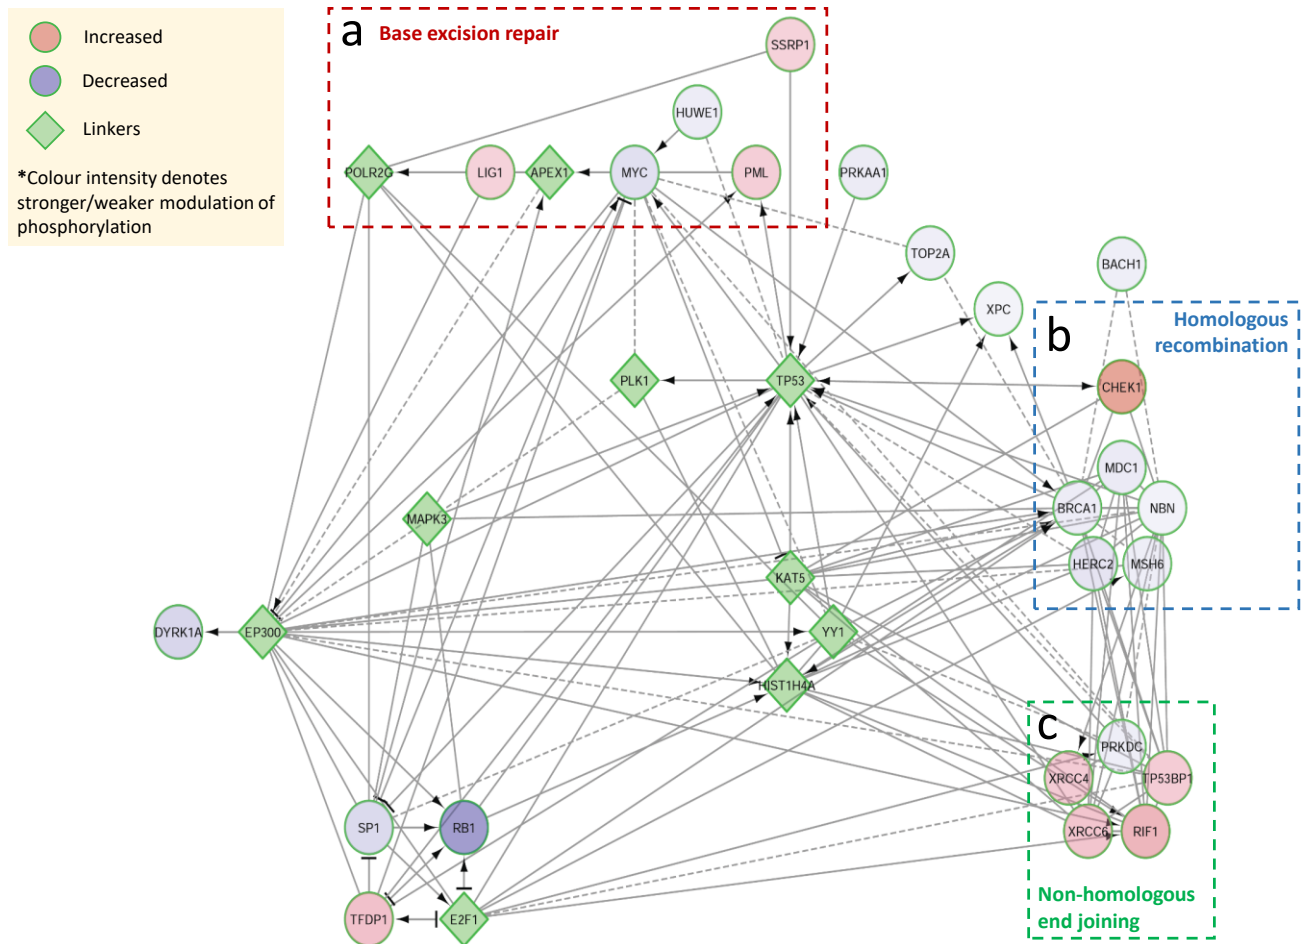 Increased
Decreased
Linkers
*Colour intensity denotes
stronger/weaker modulation of
phosphorylation
a
Base excision repair
SSRP1
HUWE1
POLR2G
LIG1
APEX1
MYC
PML
PRKAA1
TOP2A
BACH1
XPC
b
Homologous
recombination
PLK1
TP53
CHEK1
MDC1
MAPK3
BRCA1
NBN
HERC2
MSH6
KAT5
DYRK1A
EP300
YY1
HIST1H4A
c
PRKDC
XRCC4
TP53BP1
SP1
RB1
XRCC6
RIF1
TFDP1
E2F1
Non-homologous
end joining